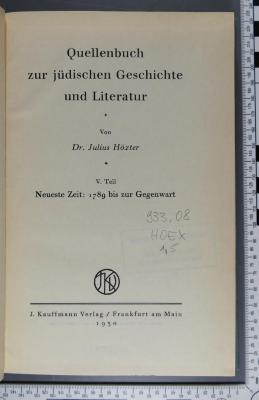 Quellenbuch
zur jüdischen Geschichte
und Literatur
Von
Dr. Julius Höxter
V. Teil
Neueste Zeit: 1789 bis zur Gegenwart
933.08
HOEX
1,5
J. Kauffmann Verlag / Frankfurt am Main
1930